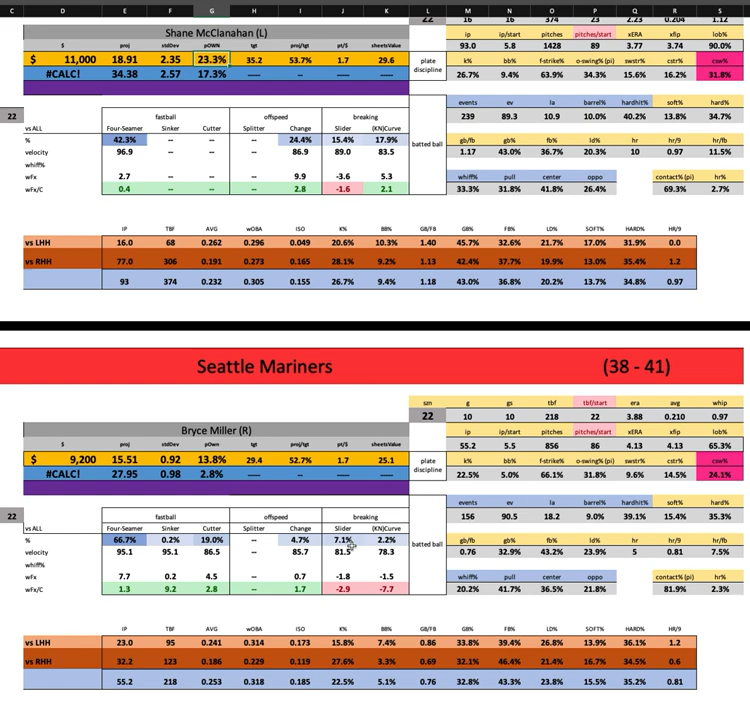 C D E F G H I J K L M N O P Q R S
22 16 16 374 23 2.23 0.204 1.12
Shane McClanahan (L) ip ip/start pitches pitches/start xERA xfip lob%
$ proj stdDev pOWN tgt proj/tgt pt/$ sheetsValue 93.0 5.8 1428 89 3.77 3.74 90.0%
$ 11,000 18.91 2.35 23.3% 35.2 53.7% 1.7 29.6 plate discipline k% bb% f-strike% o-swing% (pi) swstr% cstr% csw%
#CALC! 34.38 2.57 17.3% ---- -- ---- ---- 26.7% 9.4% 63.9% 34.3% 15.6% 16.2% 31.8%
events ev la barrel% hardhit% soft% hard%
22 fastball offspeed breaking batted ball 239 89.3 10.9 10.0% 40.2% 13.8% 34.7%
vs ALL Four-Seamer Sinker Cutter Splitter Change Slider (KN)Curve
% 42.3% -- -- -- 24.4% 15.4% 17.9% gb/fb gb% fb% ld% hr hr/9 hr/fb
velocity 96.9 -- -- -- 86.9 89.0 83.5 1.17 43.0% 36.7% 20.3% 10 0.97 11.5%
whiff%
wFx 2.7 -- -- -- 9.9 -3.6 5.3 whiff% pull center oppo contact% (pi) hr%
wFx/C 0.4 -- -- -- 2.8 -1.6 2.1 33.3% 31.8% 41.8% 26.4% 69.3% 2.7%
IP TBF AVG wOBA ISO K% BB% GB/FB GB% FB% LD% SOFT% HARD% HR/9
vs LHH 16.0 68 0.262 0.296 0.049 20.6% 10.3% 1.40 45.7% 32.6% 21.7% 17.0% 31.9% 0.0
vs RHH 77.0 306 0.191 0.273 0.165 28.1% 9.2% 1.13 42.4% 37.7% 19.9% 13.0% 35.4% 1.2
93 374 0.232 0.305 0.155 26.7% 9.4% 1.18 43.0% 36.8% 20.2% 13.7% 34.8% 0.97
Seattle Mariners (38 - 41)
szn g gs tbf tbf/start era avg whip
22 10 10 218 22 3.88 0.210 0.97
Bryce Miller (R) ip ip/start pitches pitches/start xERA xfip lob%
$ proj stdDev pOwn tgt proj/tgt pt/$ sheetsValue 55.2 5.5 856 86 4.13 4.13 65.3%
$ 9,200 15.51 0.92 13.8% 29.4 52.7% 1.7 25.1 plate discipline k% bb% f-strike% o-swing% (pi) swstr% cstr% csw%
#CALC! 27.95 0.98 2.8% ---- -- ---- ---- 22.5% 5.0% 66.1% 31.8% 9.6% 14.5% 24.1%
events ev la barrel% hardhit% soft% hard%
22 fastball offspeed breaking batted ball 156 90.5 18.2 9.0% 39.1% 15.4% 35.3%
vs ALL Four-Seamer Sinker Cutter Splitter Change Slider (KN)Curve
% 66.7% 0.2% 19.0% -- 4.7% 7.1% 2.2% gb/fb gb% fb% ld% hr hr/9 hr/fb
velocity 95.1 95.1 86.5 -- 85.7 81.5 78.3 0.76 32.9% 43.2% 23.9% 5 0.81 7.5%
whiff%
wFx 7.7 0.2 4.5 -- 0.7 -1.8 -1.5 whiff% pull center oppo contact% (pi) hr%
wFx/C 1.3 9.2 2.8 -- 1.7 -2.9 -7.7 20.2% 41.7% 36.5% 21.8% 81.9% 2.3%
IP TBF AVG wOBA ISO K% BB% GB/FB GB% FB% LD% SOFT% HARD% HR/9
vs LHH 23.0 95 0.241 0.314 0.173 15.8% 7.4% 0.86 33.8% 39.4% 26.8% 13.9% 36.1% 1.2
vs RHH 32.2 123 0.186 0.229 0.119 27.6% 3.3% 0.69 32.1% 46.4% 21.4% 16.7% 34.5% 0.6
55.2 218 0.253 0.318 0.185 22.5% 5.1% 0.76 32.8% 43.3% 23.8% 15.5% 35.2% 0.81